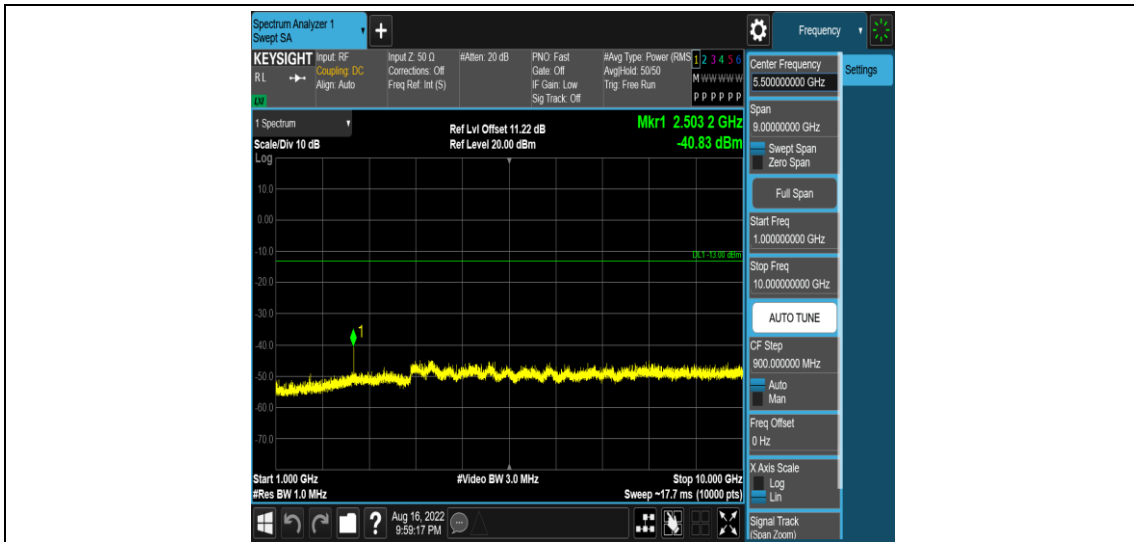 Spectrum Analyzer 1
Swept SA
+
Frequency
KEYSIGHT
RL
LXI
Input: RF
Coupling: DC
Align: Auto
Input Z: 50 Ω
Corrections: Off
Freq Ref: Int (S)
#Atten: 20 dB
PNO: Fast
Gate: Off
IF Gain: Low
Sig Track: Off
#Avg Type: Power (RMS
Avg|Hold: 50/50
Trig: Free Run
1 2 3 4 5 6
M W W W W W
P P P P P P
1 Spectrum
Scale/Div 10 dB
Log
Ref Lvl Offset 11.22 dB
Ref Level 20.00 dBm
Mkr1 2.503 2 GHz
-40.83 dBm
10.0
0.00
-10.0
DL1 -13.00 dBm
-20.0
-30.0
1
-40.0
-50.0
-60.0
-70.0
Start 1.000 GHz
#Res BW 1.0 MHz
#Video BW 3.0 MHz
Stop 10.000 GHz
Sweep ~17.7 ms (10000 pts)
?
Aug 16, 2022
9:59:17 PM
Center Frequency
5.500000000 GHz
Settings
Span
9.00000000 GHz
Swept Span
Zero Span
Full Span
Start Freq
1.000000000 GHz
Stop Freq
10.000000000 GHz
AUTO TUNE
CF Step
900.000000 MHz
Auto
Man
Freq Offset
0 Hz
X Axis Scale
Log
Lin
Signal Track
(Span Zoom)